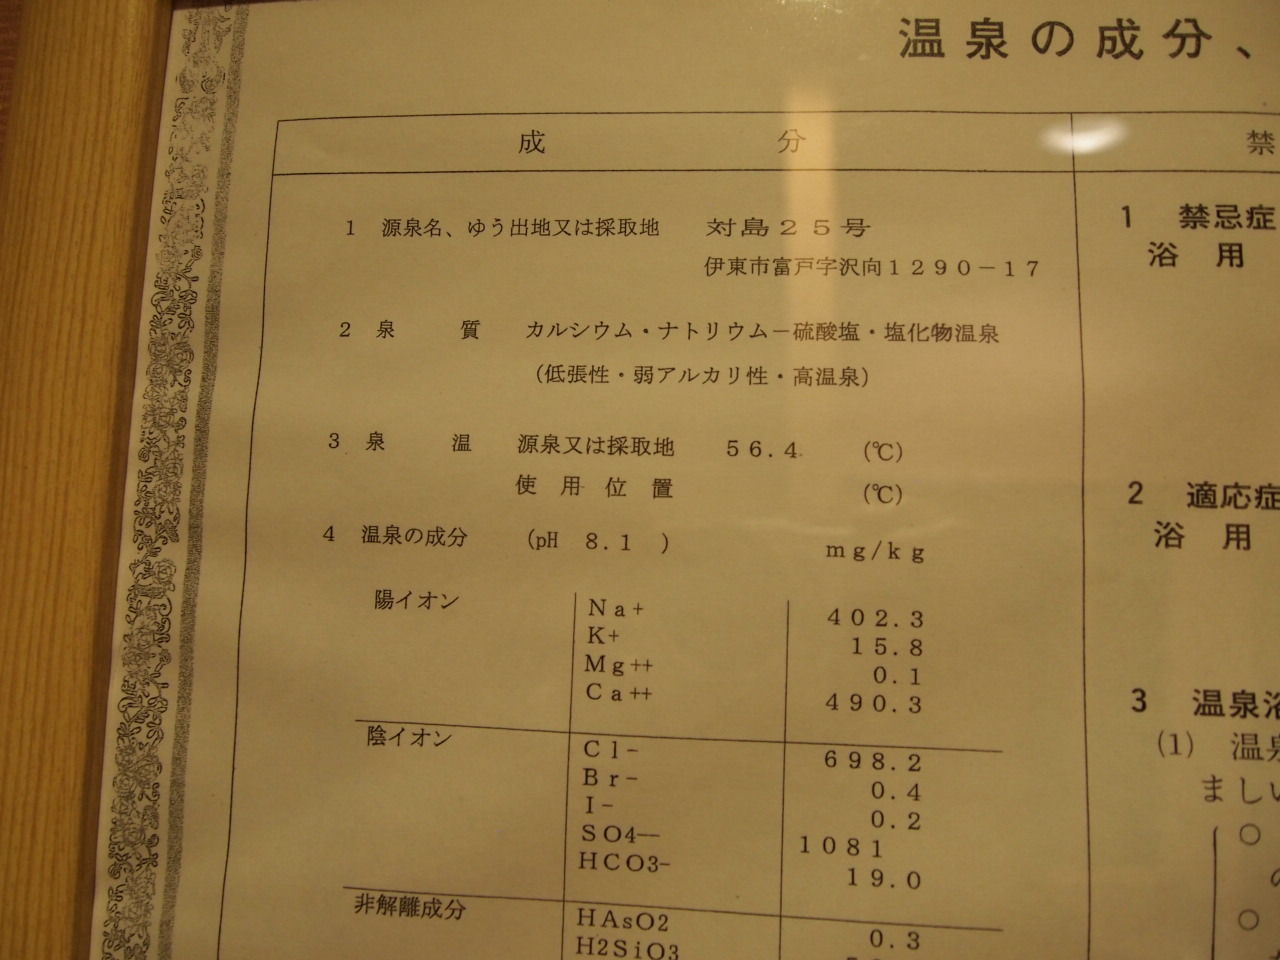 温泉の成分、
成　　　分
禁
1　源泉名、ゆう出地又は採取地　対島２５号
伊東市富戸字沢向１２９０－１７
2　泉　質　カルシウム・ナトリウム－硫酸塩・塩化物温泉
（低張性・弱アルカリ性・高温泉）
3　泉　温　源泉又は採取地　５６.４　（℃）
使　用　位　置　（℃）
4　温泉の成分　（pH　8.1　）　mg/kg
陽イオン　Na+　402.3
K+　15.8
Mg++　0.1
Ca++　490.3
陰イオン　Cl-　698.2
Br-　0.4
I-　0.2
SO4--　1081
HCO3-　19.0
非解離成分　HAsO2　0.3
H2SiO3
1　禁忌症
浴　用
2　適応症
浴　用
3　温泉浴
(1)　温泉
ましい
○
の
○